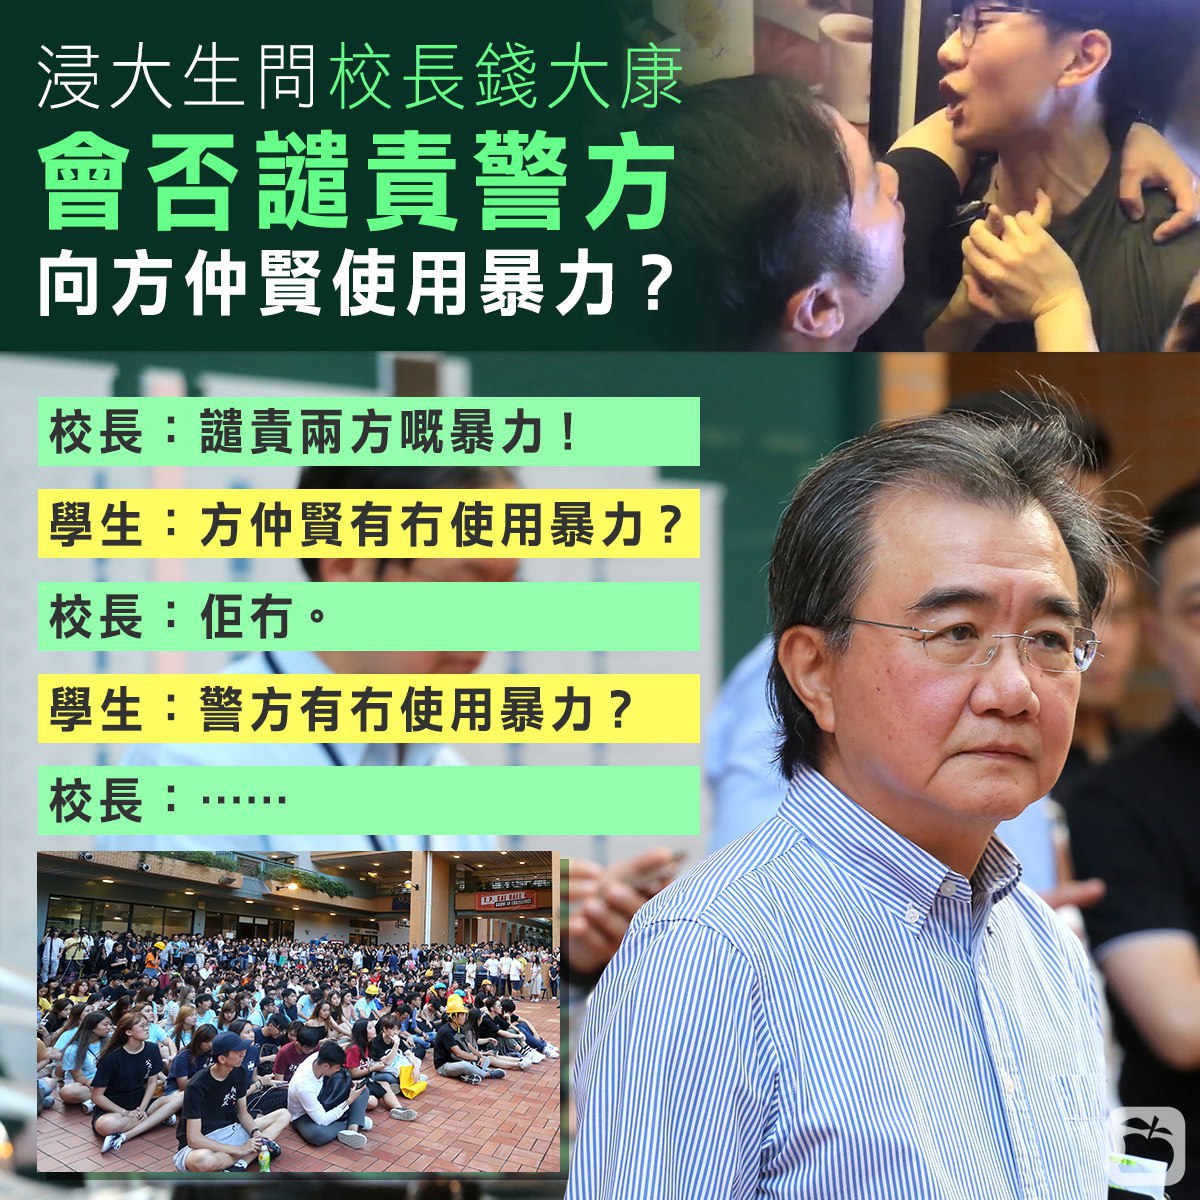 浸大生問校長錢大康
會否譴責警方
向方仲賢使用暴力？
校長：譴責兩方嘅暴力！
學生：方仲賢有冇使用暴力？
校長：佢冇。
學生：警方有冇使用暴力？
校長：⋯⋯